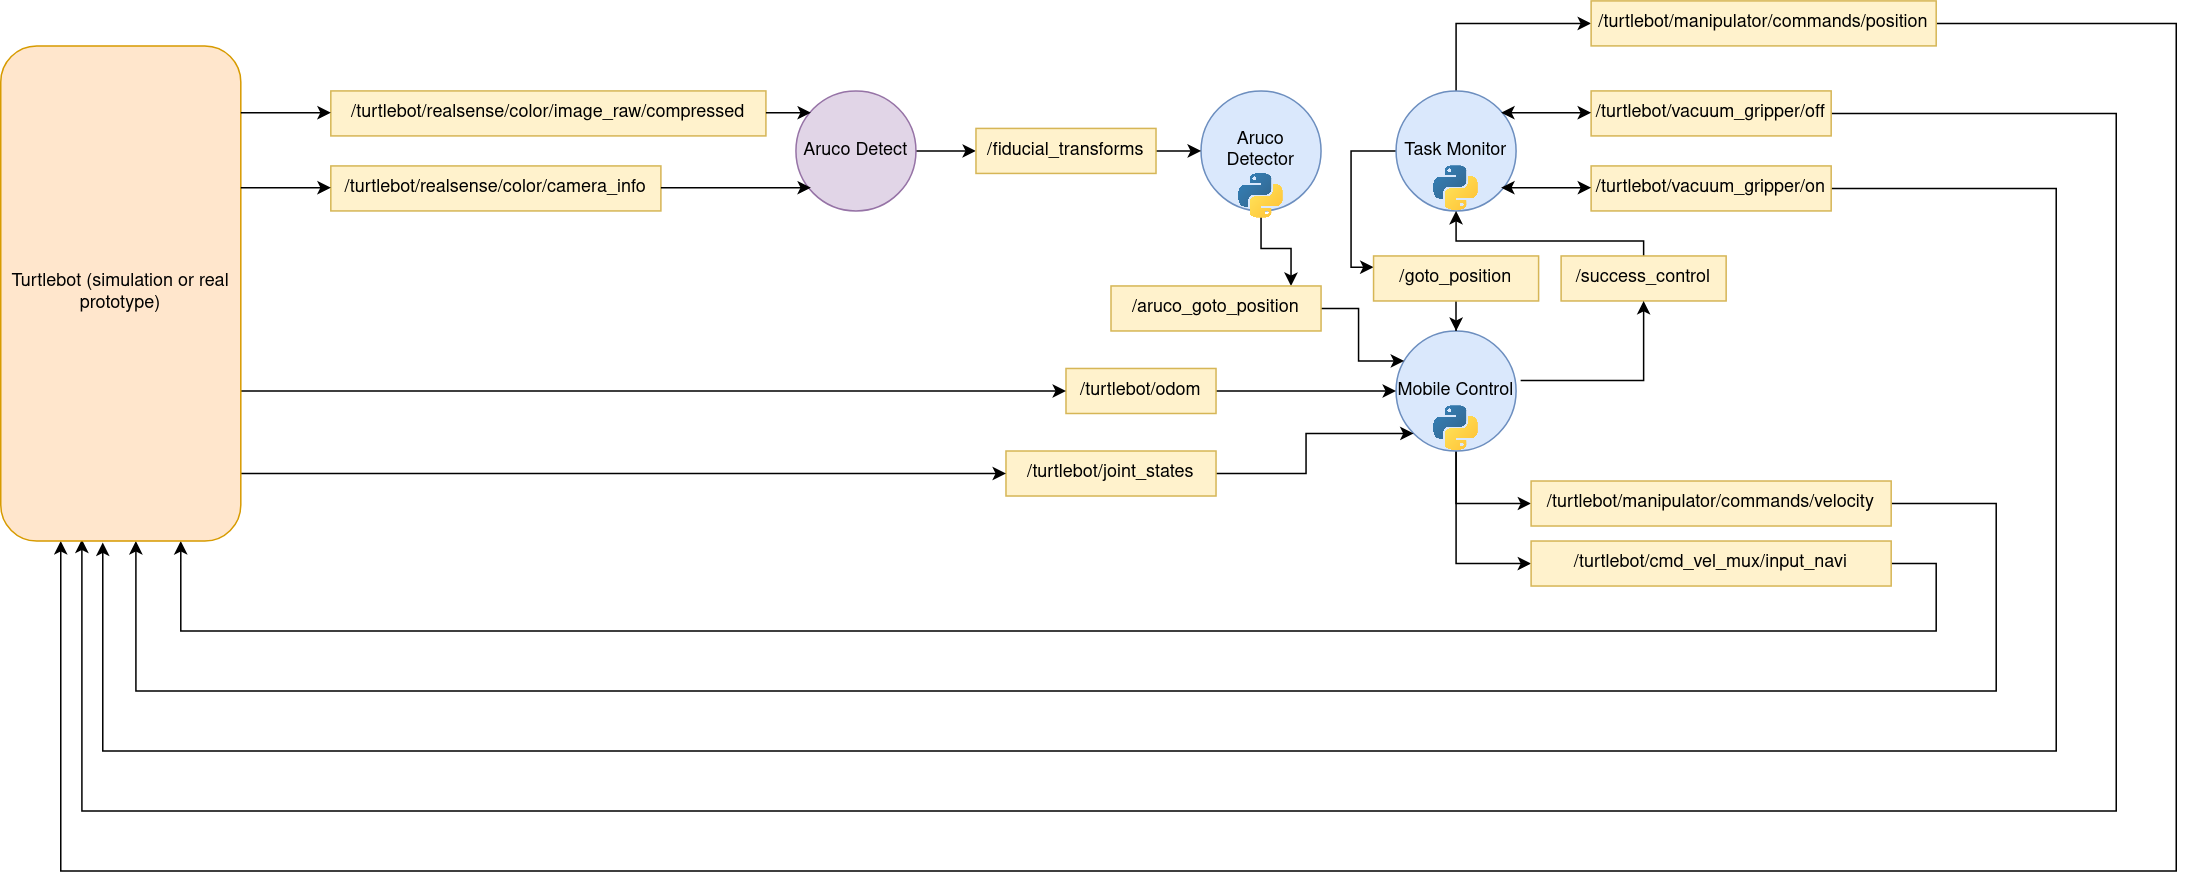 /turtlebot/manipulator/commands/position
/turtlebot/realsense/color/image_raw/compressed
/turtlebot/vacuum_gripper/off
Aruco Detect
/fiducial_transforms
Aruco
Detector
Task Monitor
/turtlebot/realsense/color/camera_info
/turtlebot/vacuum_gripper/on
Turtlebot (simulation or real
prototype)
/goto_position
/success_control
/aruco_goto_position
/turtlebot/odom
Mobile Control
/turtlebot/joint_states
/turtlebot/manipulator/commands/velocity
/turtlebot/cmd_vel_mux/input_navi